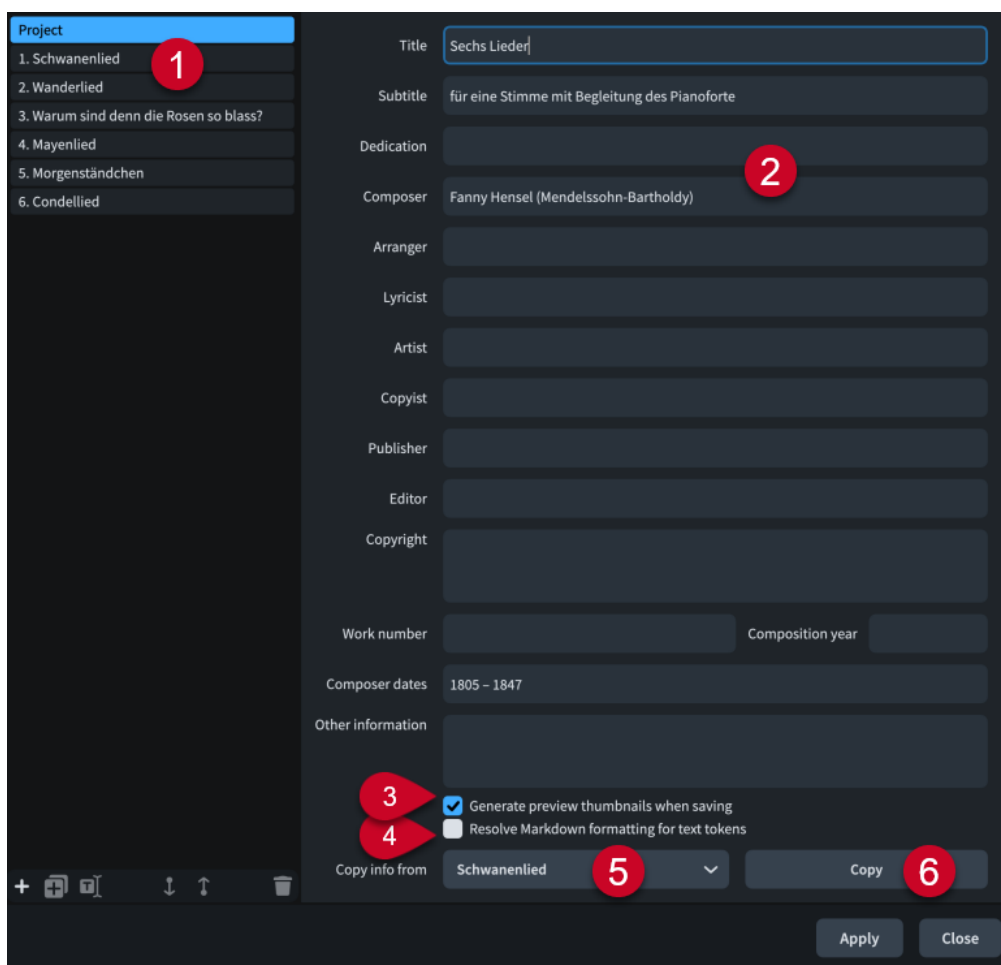 Project
1. Schwanenlied
1
2. Wanderlied
3. Warum sind denn die Rosen so blass?
4. Mayenlied
5. Morgenständchen
6. Condellied
Title Sechs Lieder
Subtitle für eine Stimme mit Begleitung des Pianoforte
Dedication
2
Composer Fanny Hensel (Mendelssohn-Bartholdy)
Arranger
Lyricist
Artist
Copyist
Publisher
Editor
Copyright
Work number Composition year
Composer dates 1805 – 1847
Other information
3 Generate preview thumbnails when saving
4 Resolve Markdown formatting for text tokens
Copy info from Schwanenlied 5 Copy 6
Apply Close